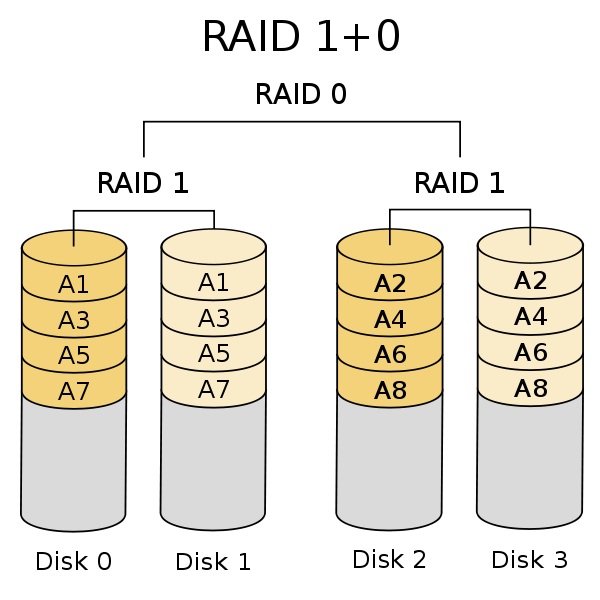 RAID 1+0
RAID 0
RAID 1
RAID 1
A1
A3
A5
A7
A1
A3
A5
A7
A2
A4
A6
A8
A2
A4
A6
A8
Disk 0
Disk 1
Disk 2
Disk 3